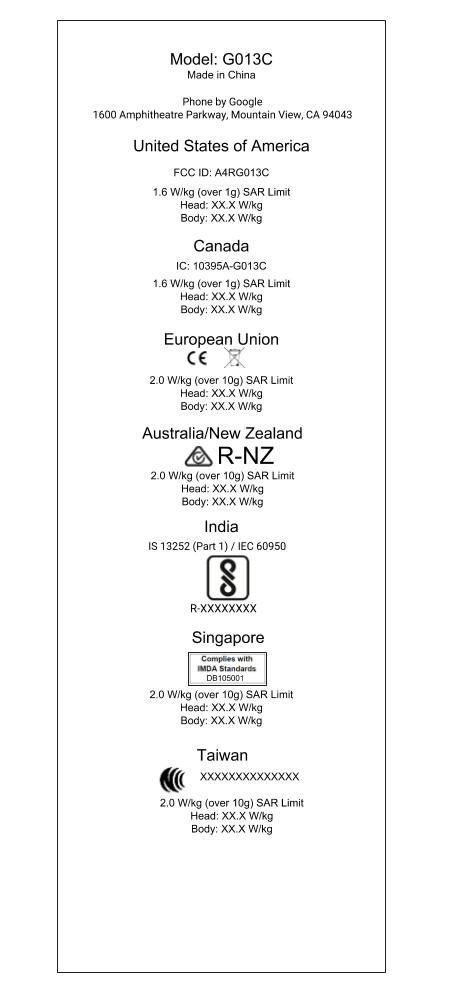 Model: G013C
Made in China
Phone by Google
1600 Amphitheatre Parkway, Mountain View, CA 94043
United States of America
FCC ID: A4RG013C
1.6 W/kg (over 1g) SAR Limit
Head: XX.X W/kg
Body: XX.X W/kg
Canada
IC: 10395A-G013C
1.6 W/kg (over 1g) SAR Limit
Head: XX.X W/kg
Body: XX.X W/kg
European Union
CE
2.0 W/kg (over 10g) SAR Limit
Head: XX.X W/kg
Body: XX.X W/kg
Australia/New Zealand
R-NZ
2.0 W/kg (over 10g) SAR Limit
Head: XX.X W/kg
Body: XX.X W/kg
India
IS 13252 (Part 1) / IEC 60950
R-XXXXXXXX
Singapore
Complies with
IMDA Standards
DB105001
2.0 W/kg (over 10g) SAR Limit
Head: XX.X W/kg
Body: XX.X W/kg
Taiwan
XXXXXXXXXXXXXX
2.0 W/kg (over 10g) SAR Limit
Head: XX.X W/kg
Body: XX.X W/kg